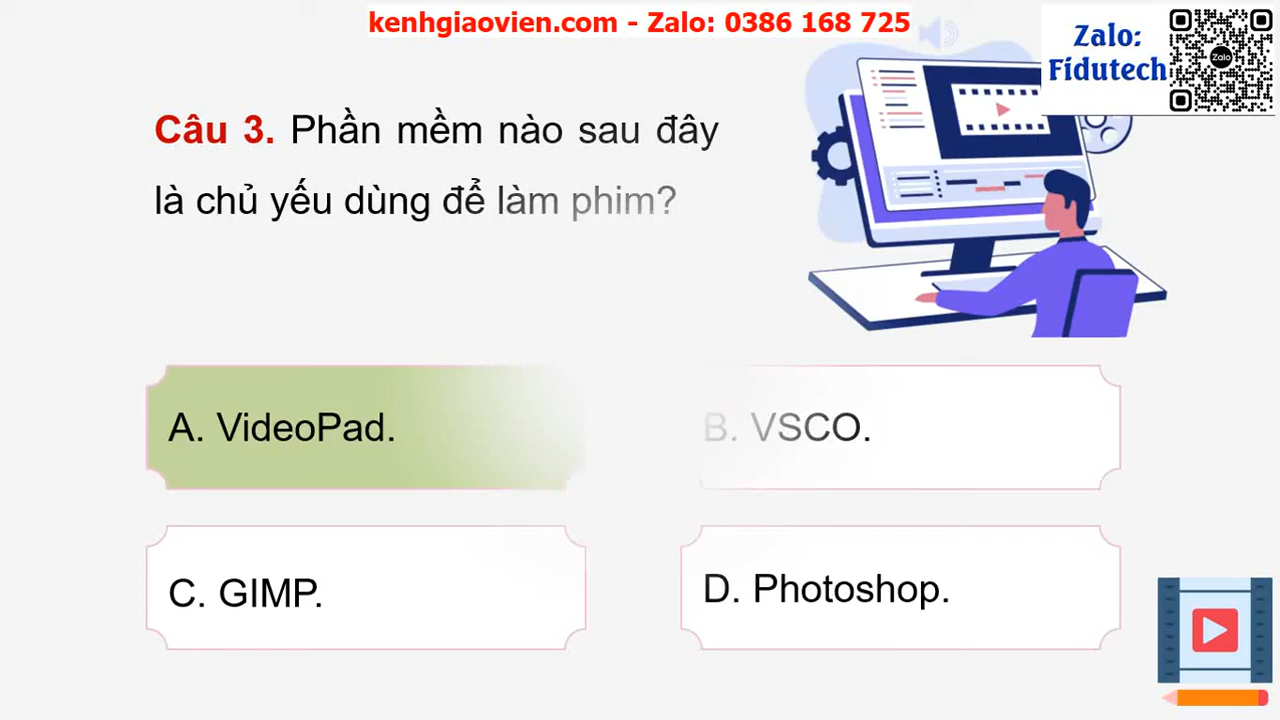 kenhgiaovien.com - Zalo: 0386 168 725
Zalo:
Fidutech
Zalo
Câu 3. Phần mềm nào sau đây
là chủ yếu dùng để làm phim?
A. VideoPad.
B. VSCO.
C. GIMP.
D. Photoshop.